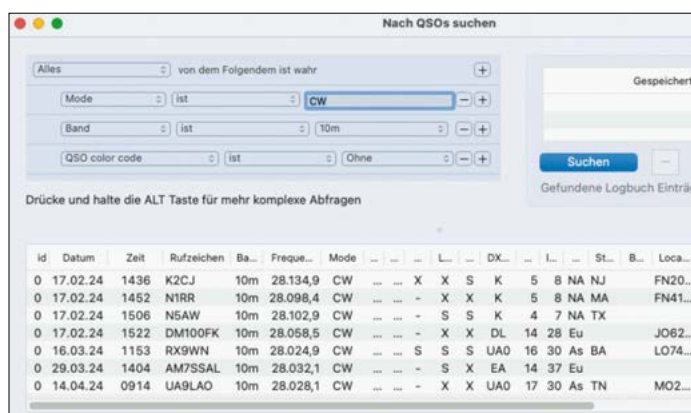 Nach QSOs suchen
Alles von dem Folgendem ist wahr +
Gespeichert
Mode ist CW - +
Band ist 10m - +
QSO color code ist Ohne - +
Suchen -
Gefundene Logbuch Einträ
Drücke und halte die ALT Taste für mehr komplexe Abfragen
id Datum Zeit Rufzeichen Ba... Freque... Mode ... ... ... L... ... DX... ... I... ... St... B... Loca...
0 17.02.24 1436 K2CJ 10m 28.134,9 CW ... ... X X S K 5 8 NA NJ FN20...
0 17.02.24 1452 N1RR 10m 28.098,4 CW ... ... - X X K 5 8 NA MA FN41...
0 17.02.24 1506 N5AW 10m 28.102,9 CW ... ... - S S K 4 7 NA TX
0 17.02.24 1522 DM100FK 10m 28.058,5 CW ... ... - X X DL 14 28 Eu JO62...
0 16.03.24 1153 RX9WN 10m 28.024,9 CW ... ... S S S UA0 16 30 As BA LO74...
0 29.03.24 1404 AM7SSAL 10m 28.032,1 CW ... ... - S X EA 14 37 Eu
0 14.04.24 0914 UA9LAO 10m 28.028,1 CW ... ... - X X UA0 17 30 As TN MO2...